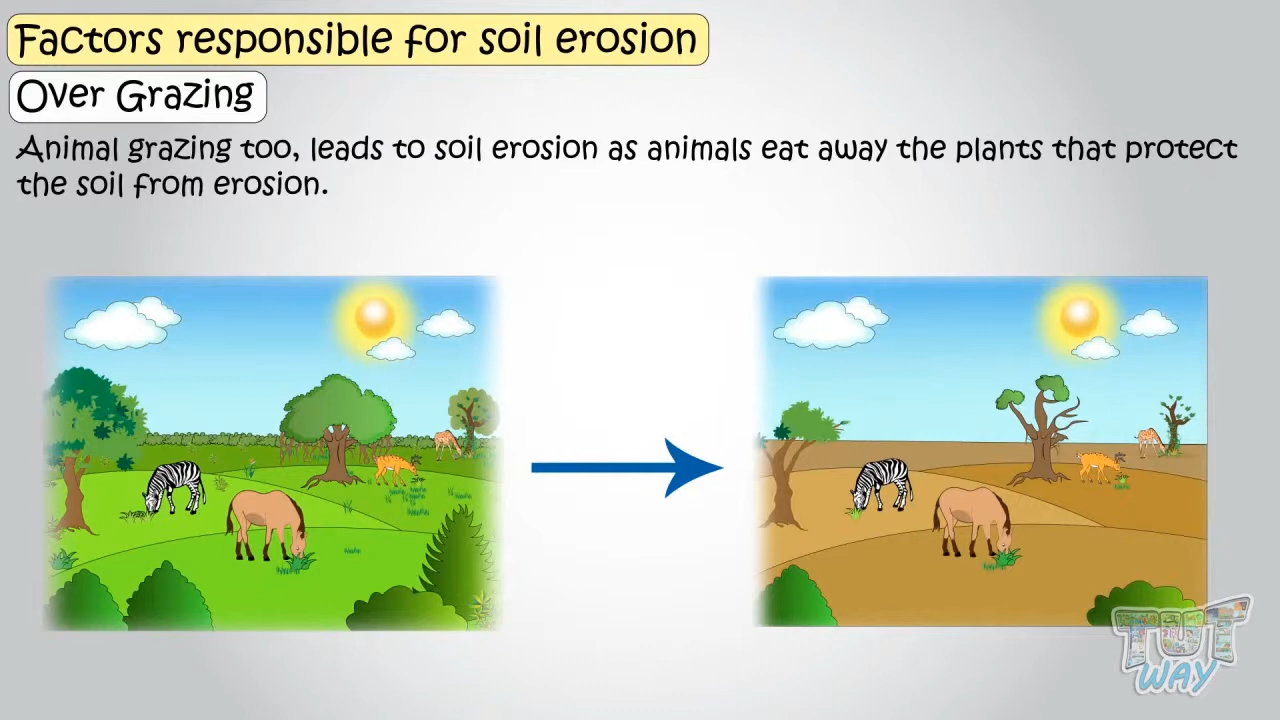 Factors responsible for soil erosion
Over Grazing
Animal grazing too, leads to soil erosion as animals eat away the plants that protect
the soil from erosion.
TUT
WAY